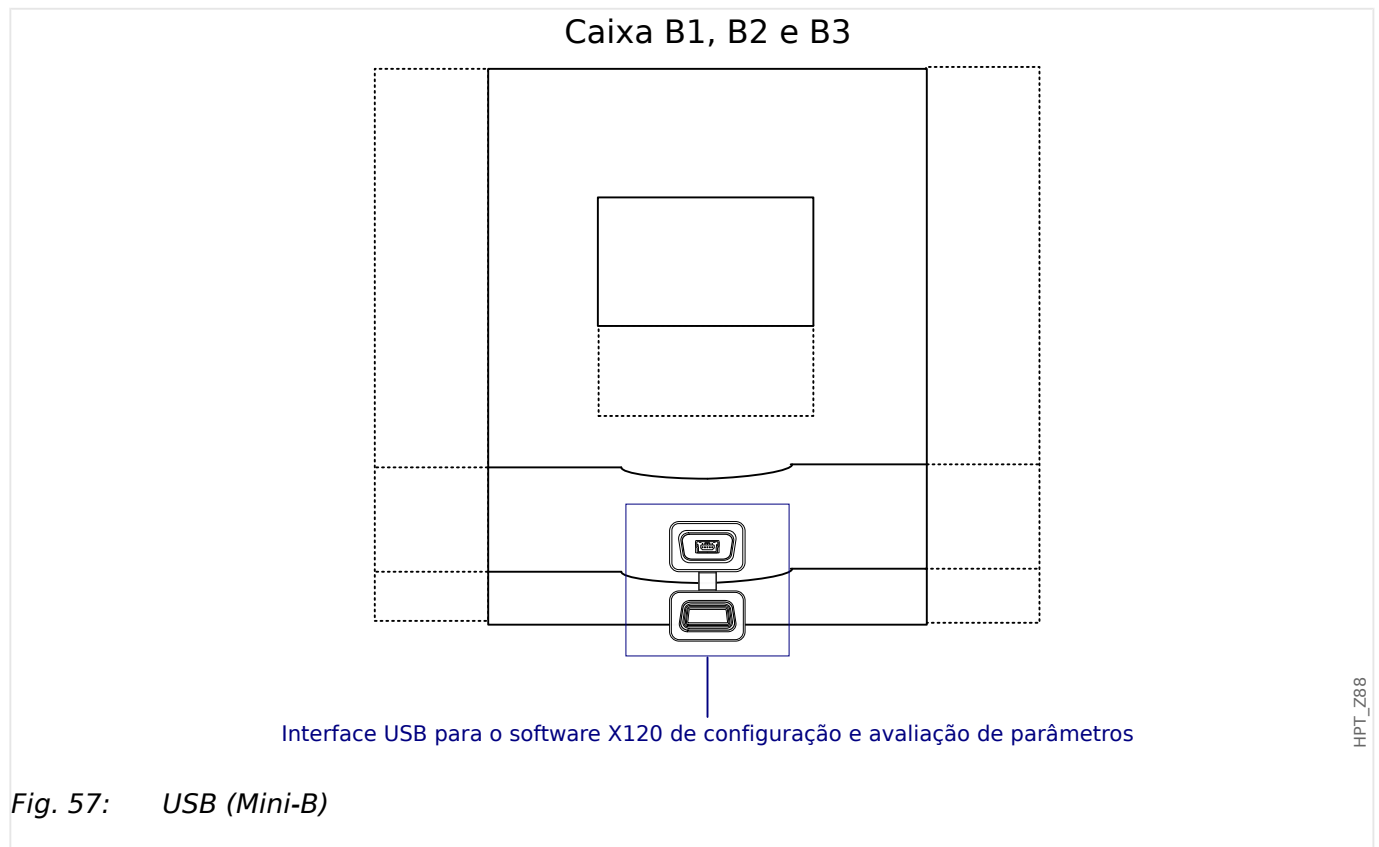 Caixa B1, B2 e B3
Interface USB para o software X120 de configuração e avaliação de parâmetros
HPT_Z88
Fig. 57: USB (Mini-B)